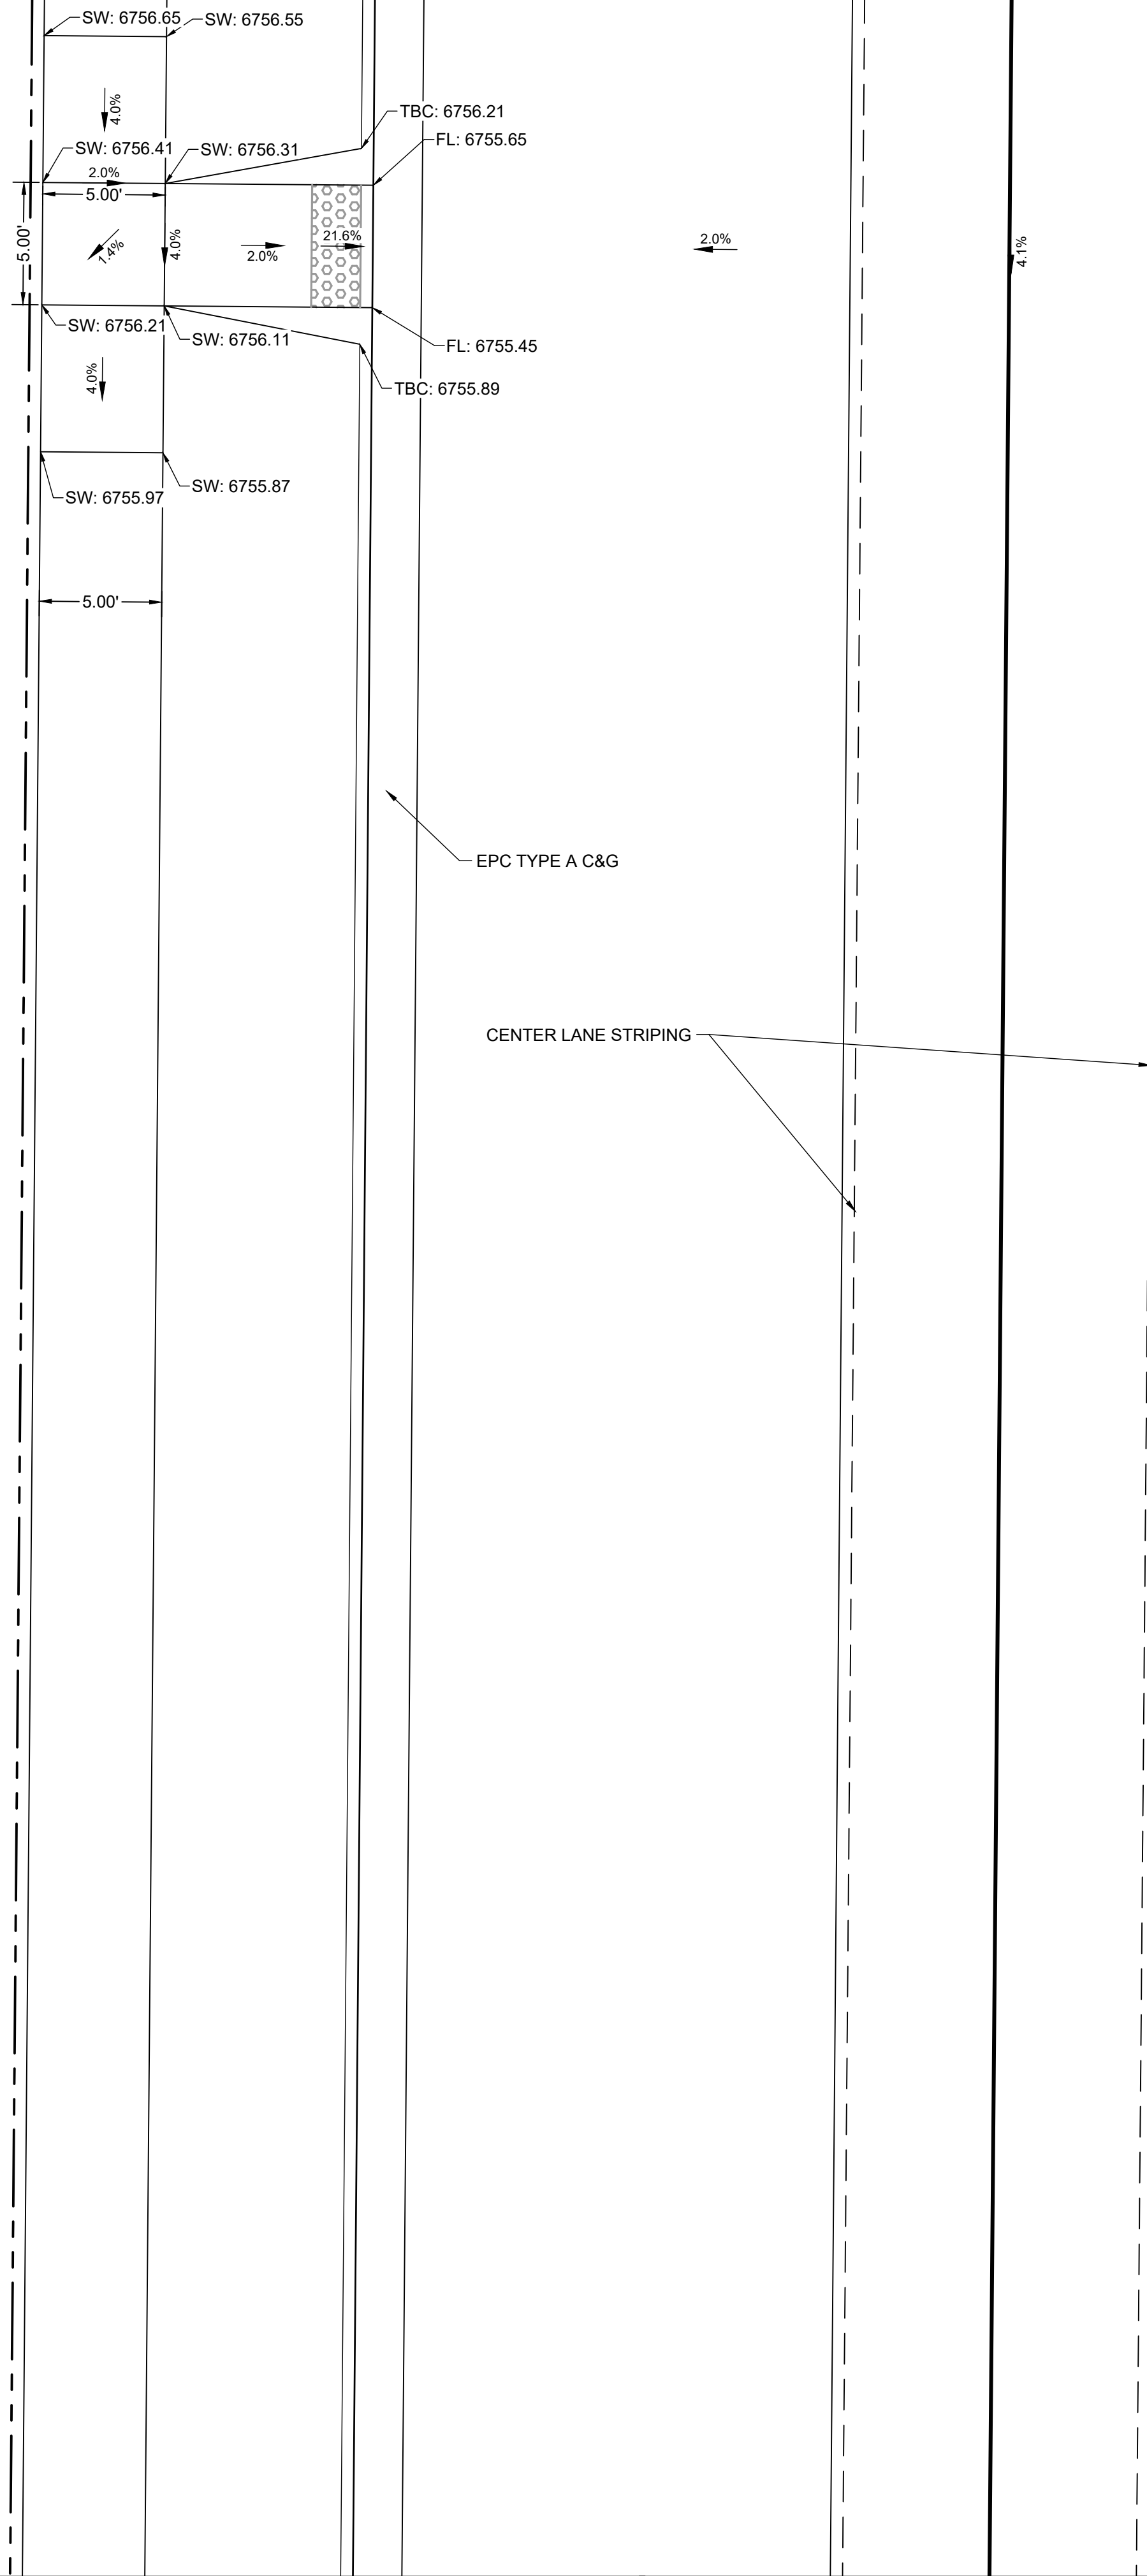 SW: 6756.65
SW: 6756.55
4.0%
TBC: 6756.21
FL: 6755.65
SW: 6756.41
SW: 6756.31
2.0%
5.00'
5.00'
1.4%
4.0%
2.0%
21.6%
2.0%
4.1%
SW: 6756.21
SW: 6756.11
FL: 6755.45
4.0%
TBC: 6755.89
SW: 6755.87
SW: 6755.97
5.00'
EPC TYPE A C&G
CENTER LANE STRIPING